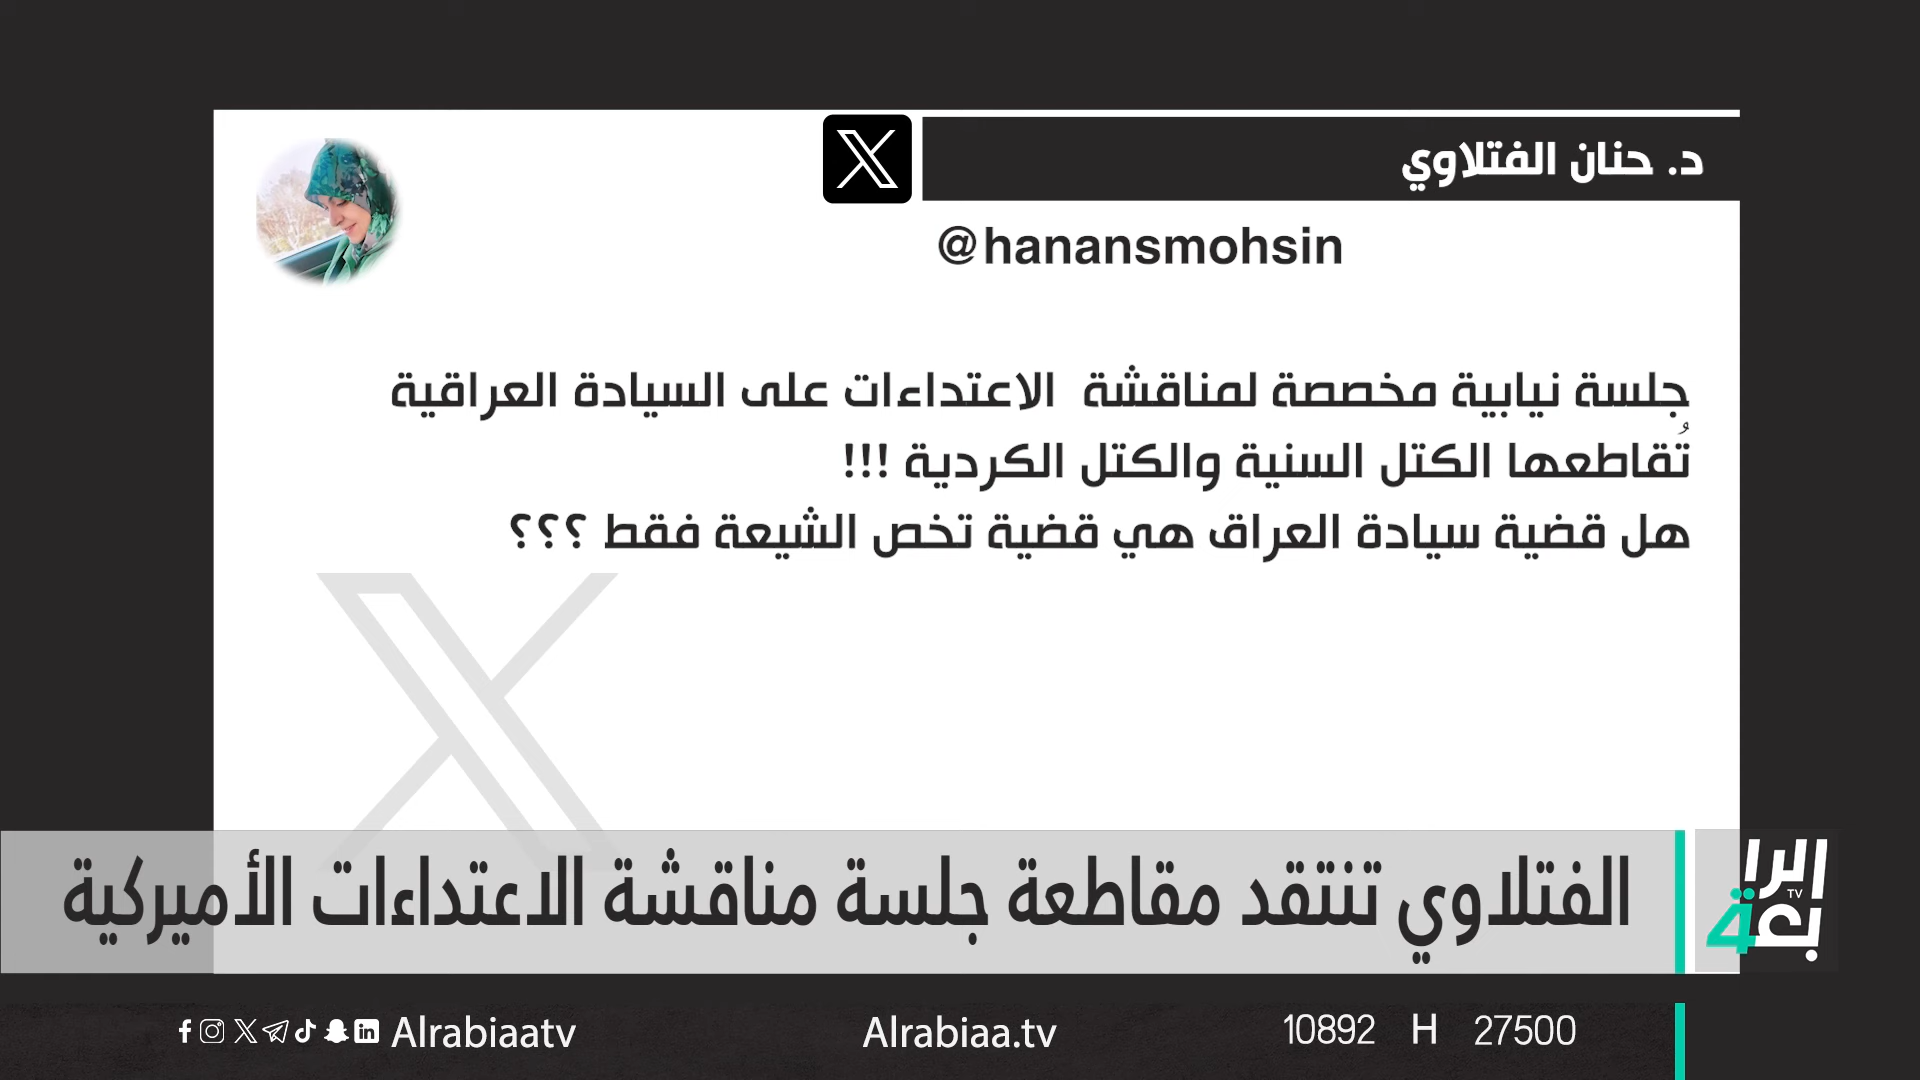 د. حنان الفتلاوي
@hanansmohsin
جلسة نيابية مخصصة لمناقشة الاعتداءات على السيادة العراقية
تُقاطعها الكتل السنية والكتل الكردية !!!
هل قضية سيادة العراق هي قضية تخص الشيعة فقط ؟؟؟
الفتلاوي تنتقد مقاطعة جلسة مناقشة الاعتداءات الأميركية
الرا
TV
بعة
Alrabiaatv
Alrabiaa.tv
10892 H 27500